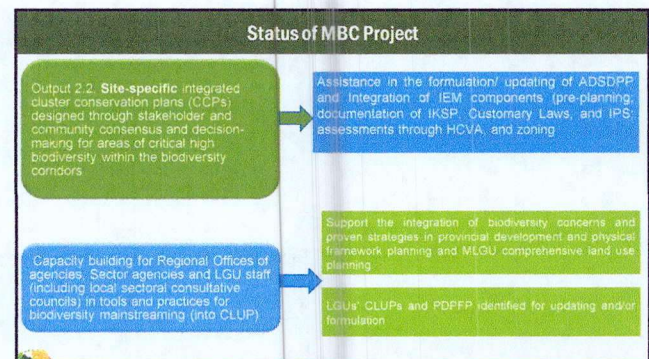 Status of MBC Project
Output 2.2. Site-specific integrated
cluster conservation plans (CCPs)
designed through stakeholder and
community consensus and decision-
making for areas of critical high
biodiversity within the biodiversity
corridors
Assistance in the formulation/ updating of ADSDPP
and Integration of IEM components (pre-planning;
documentation of IKSP, Customary Laws, and IPS;
assessments through HCVA, and zoning
Support the integration of biodiversity concerns and
proven strategies in provincial development and physical
framework planning and MLGU comprehensive land use
planning
Capacity building for Regional Offices of
agencies, Sector agencies and LGU staff
(including local sectoral consultative
councils) in tools and practices for
biodiversity mainstreaming (into CLUP)
LGUs' CLUPs and PDPFP identified for updating and/or
formulation